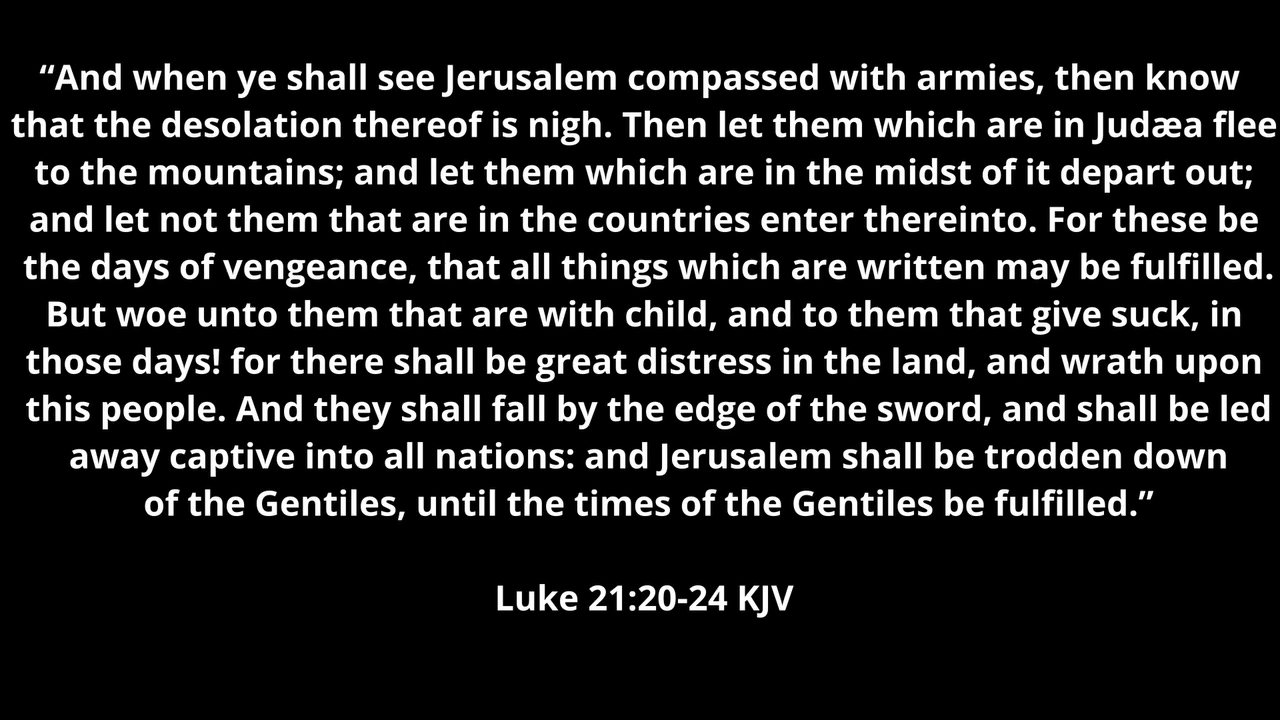 “And when ye shall see Jerusalem compassed with armies, then know
that the desolation thereof is nigh. Then let them which are in Judæa flee
to the mountains; and let them which are in the midst of it depart out;
and let not them that are in the countries enter thereinto. For these be
the days of vengeance, that all things which are written may be fulfilled.
But woe unto them that are with child, and to them that give suck, in
those days! for there shall be great distress in the land, and wrath upon
this people. And they shall fall by the edge of the sword, and shall be led
away captive into all nations: and Jerusalem shall be trodden down
of the Gentiles, until the times of the Gentiles be fulfilled.”
Luke 21:20-24 KJV